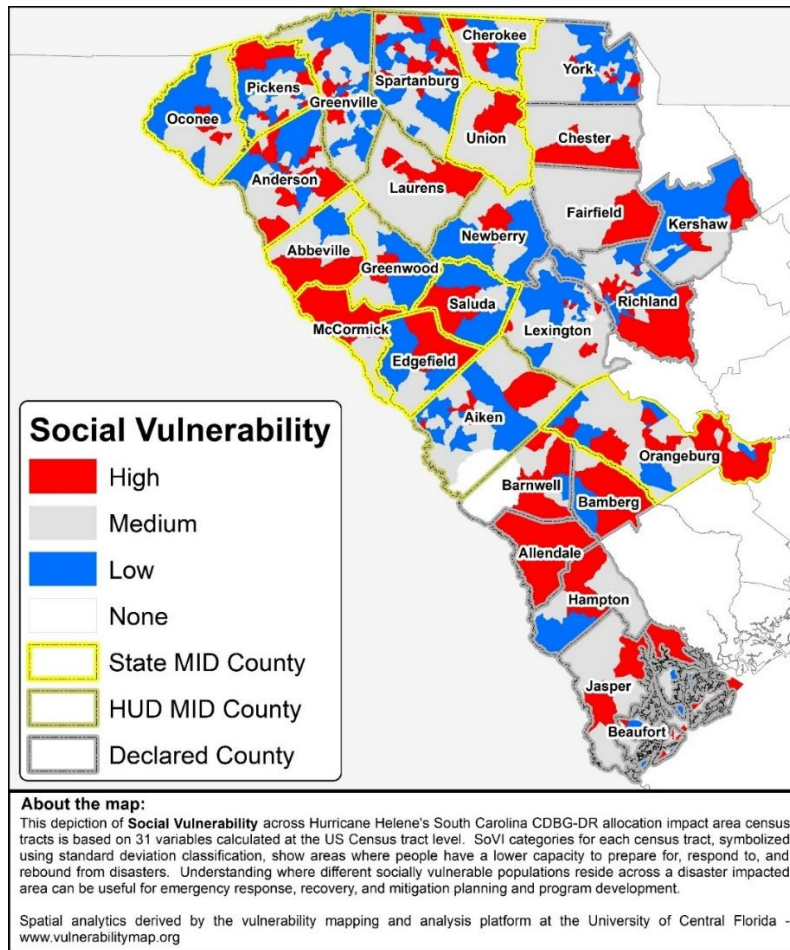 Cherokee
York
Spartanburg
Pickens
Greenville
Oconee
Union
Chester
Anderson
Laurens
Fairfield
Kershaw
Newberry
Abbeville
Greenwood
Saluda
Richland
McCormick
Lexington
Edgefield
Aiken
Orangeburg
Barnwell
Bamberg
Allendale
Hampton
Jasper
Beaufort
Social Vulnerability
High
Medium
Low
None
State MID County
HUD MID County
Declared County
About the map:
This depiction of Social Vulnerability across Hurricane Helene's South Carolina CDBG-DR allocation impact area census
tracts is based on 31 variables calculated at the US Census tract level. SoVI categories for each census tract, symbolized
using standard deviation classification, show areas where people have a lower capacity to prepare for, respond to, and
rebound from disasters. Understanding where different socially vulnerable populations reside across a disaster impacted
area can be useful for emergency response, recovery, and mitigation planning and program development.
Spatial analytics derived by the vulnerability mapping and analysis platform at the University of Central Florida -
www.vulnerabilitymap.org